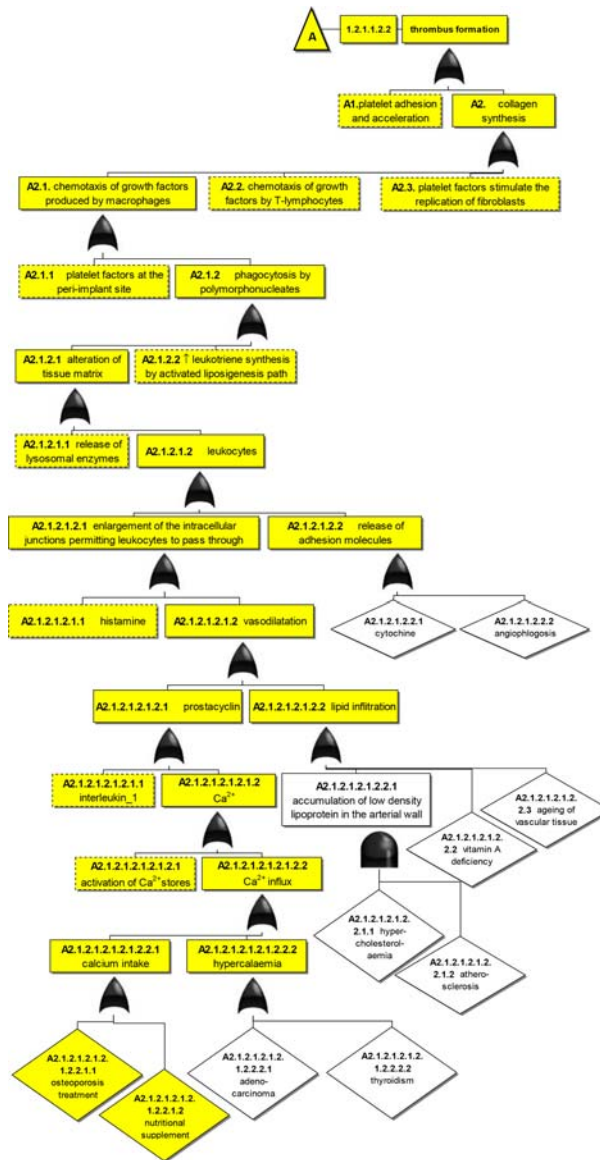 A
1.2.1.1.2.2
thrombus formation
A1.platelet adhesion
and acceleration
A2. collagen
synthesis
A2.1. chemotaxis of growth factors
produced by macrophages
A2.2. chemotaxis of growth
factors by T-lymphocytes
A2.3. platelet factors stimulate the
replication of fibroblasts
A2.1.1 platelet factors at the
peri-implant site
A2.1.2 phagocytosis by
polymorphonucleates
A2.1.2.1 alteration of
tissue matrix
A2.1.2.2 ↑ leukotriene synthesis
by activated liposigenesis path
A2.1.2.1.1 release of
lysosomal enzymes
A2.1.2.1.2 leukocytes
A2.1.2.1.2.1 enlargement of the intracellular
junctions permitting leukocytes to pass through
A2.1.2.1.2.2 release of
adhesion molecules
A2.1.2.1.2.1.1 histamine
A2.1.2.1.2.1.2 vasodilatation
A2.1.2.1.2.2.1
cytochine
A2.1.2.1.2.2.2
angiophlogosis
A2.1.2.1.2.1.2.1 prostacyclin
A2.1.2.1.2.1.2.2 lipid inflitration
A2.1.2.1.2.1.2.1.1
interleukin_1
A2.1.2.1.2.1.2.1.2
Ca²⁺
A2.1.2.1.2.1.2.2.1
accumulation of low density
lipoprotein in the arterial wall
A2.1.2.1.2.1.2.
2.2 vitamin A
deficiency
A2.1.2.1.2.1.2.
2.3 ageing of
vascular tissue
A2.1.2.1.2.1.2.1.2.1
activation of Ca²⁺stores
A2.1.2.1.2.1.2.1.2.2
Ca²⁺ influx
A2.1.2.1.2.1.2.
2.1.1 hyper-
cholesterol-
aemia
A2.1.2.1.2.1.2.
2.1.2 athero-
sclerosis
A2.1.2.1.2.1.2.1.2.2.1
calcium intake
A2.1.2.1.2.1.2.1.2.2.2
hypercalaemia
A2.1.2.1.2.1.2.
1.2.2.1.1
osteoporosis
treatment
A2.1.2.1.2.1.2.
1.2.2.1.2
nutritional
supplement
A2.1.2.1.2.1.2.
1.2.2.2.1
adeno-
carcinoma
A2.1.2.1.2.1.2.
1.2.2.2.2
thyroidism